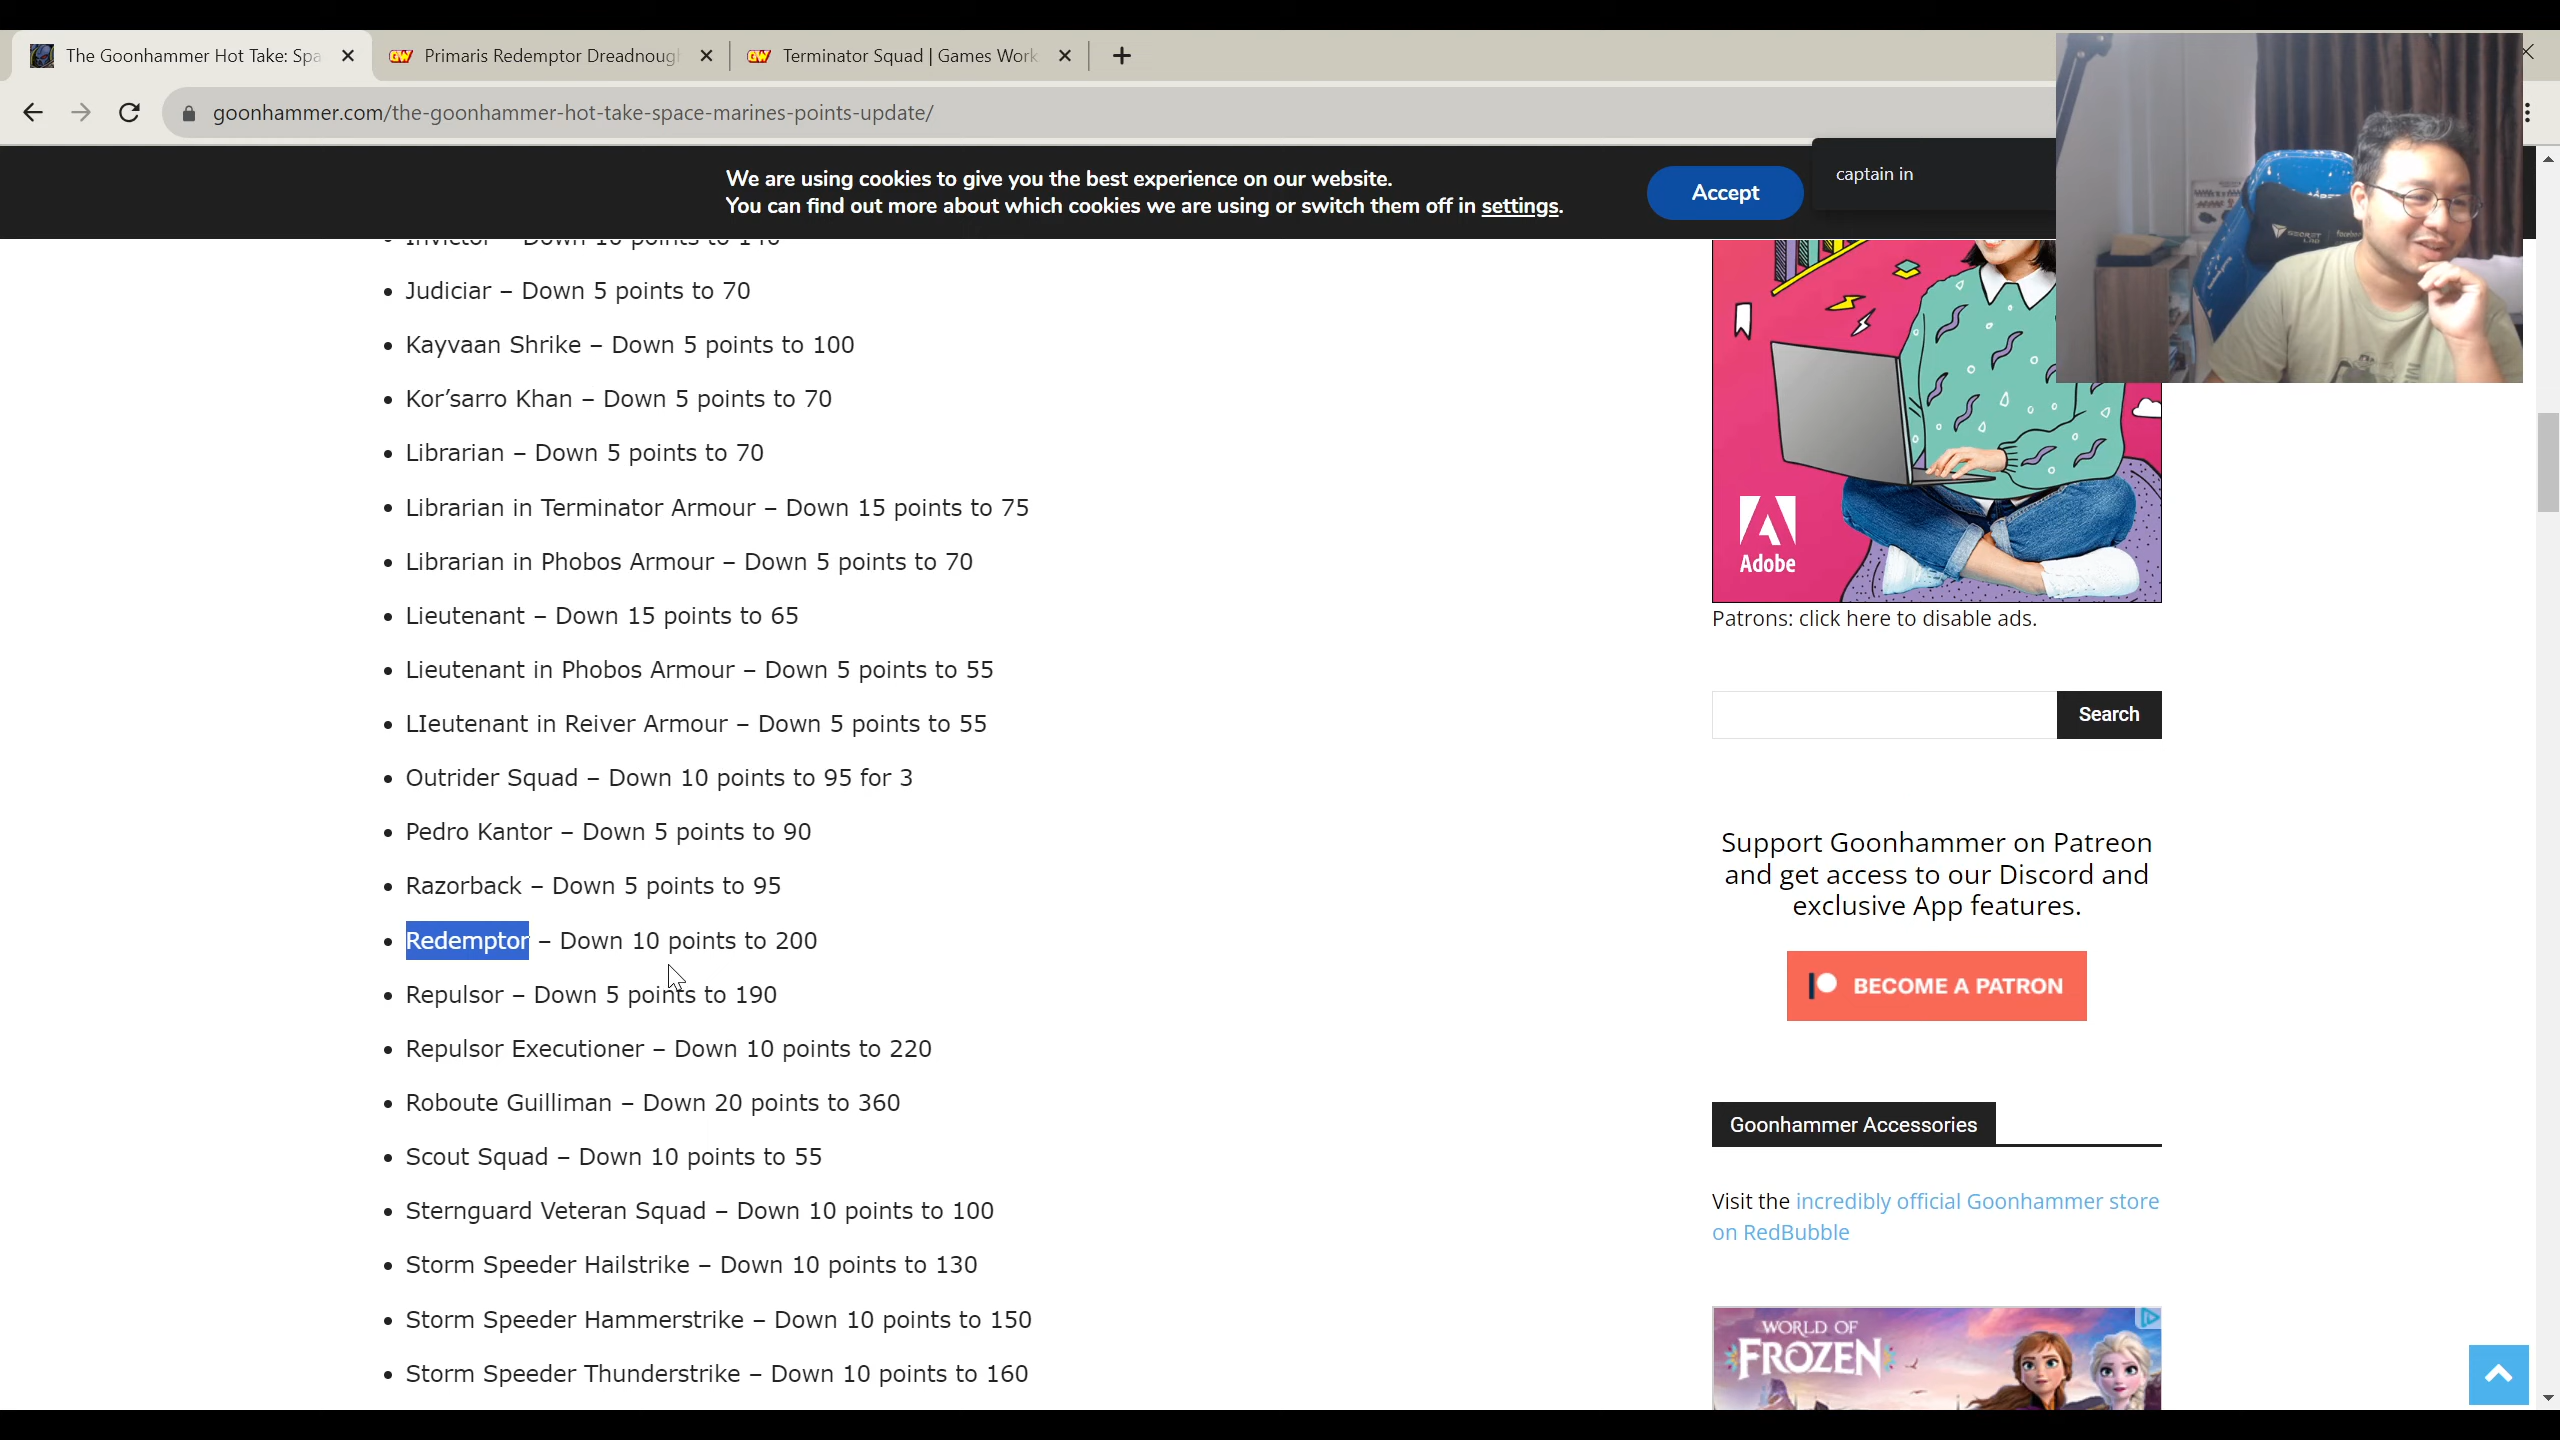 The Goonhammer Hot Take: Spa
Primaris Redemptor Dreadnough
Terminator Squad | Games Work
goonhammer.com/the-goonhammer-hot-take-space-marines-points-update/
We are using cookies to give you the best experience on our website.
You can find out more about which cookies we are using or switch them off in settings.
Accept
captain in
Judiciar – Down 5 points to 70
Kayvaan Shrike – Down 5 points to 100
Kor’sarro Khan – Down 5 points to 70
Librarian – Down 5 points to 70
Librarian in Terminator Armour – Down 15 points to 75
Librarian in Phobos Armour – Down 5 points to 70
Lieutenant – Down 15 points to 65
Lieutenant in Phobos Armour – Down 5 points to 55
LIeutenant in Reiver Armour – Down 5 points to 55
Outrider Squad – Down 10 points to 95 for 3
Pedro Kantor – Down 5 points to 90
Razorback – Down 5 points to 95
Redemptor – Down 10 points to 200
Repulsor – Down 5 points to 190
Repulsor Executioner – Down 10 points to 220
Roboute Guilliman – Down 20 points to 360
Scout Squad – Down 10 points to 55
Sternguard Veteran Squad – Down 10 points to 100
Storm Speeder Hailstrike – Down 10 points to 130
Storm Speeder Hammerstrike – Down 10 points to 150
Storm Speeder Thunderstrike – Down 10 points to 160
Adobe
Patrons: click here to disable ads.
Search
Support Goonhammer on Patreon
and get access to our Discord and
exclusive App features.
BECOME A PATRON
Goonhammer Accessories
Visit the incredibly official Goonhammer store
on RedBubble
WORLD OF
FROZEN